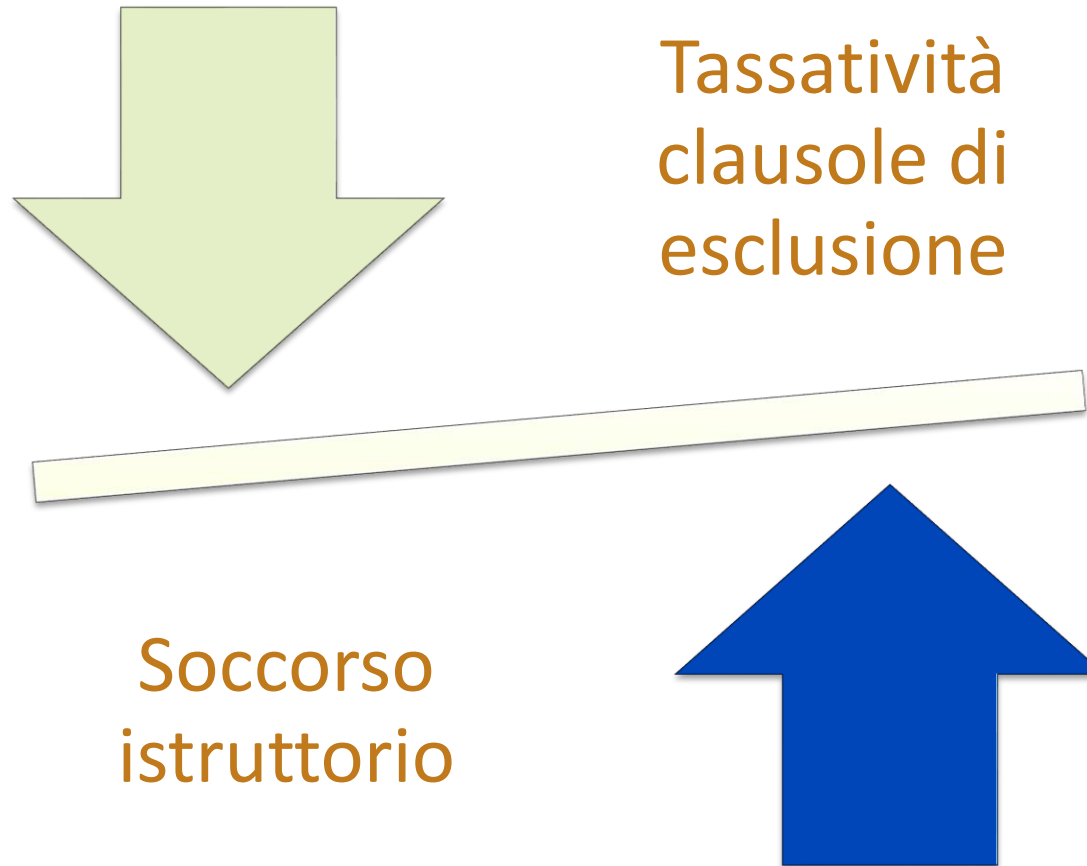 Tassatività
clausole di
esclusione
Soccorso
istruttorio